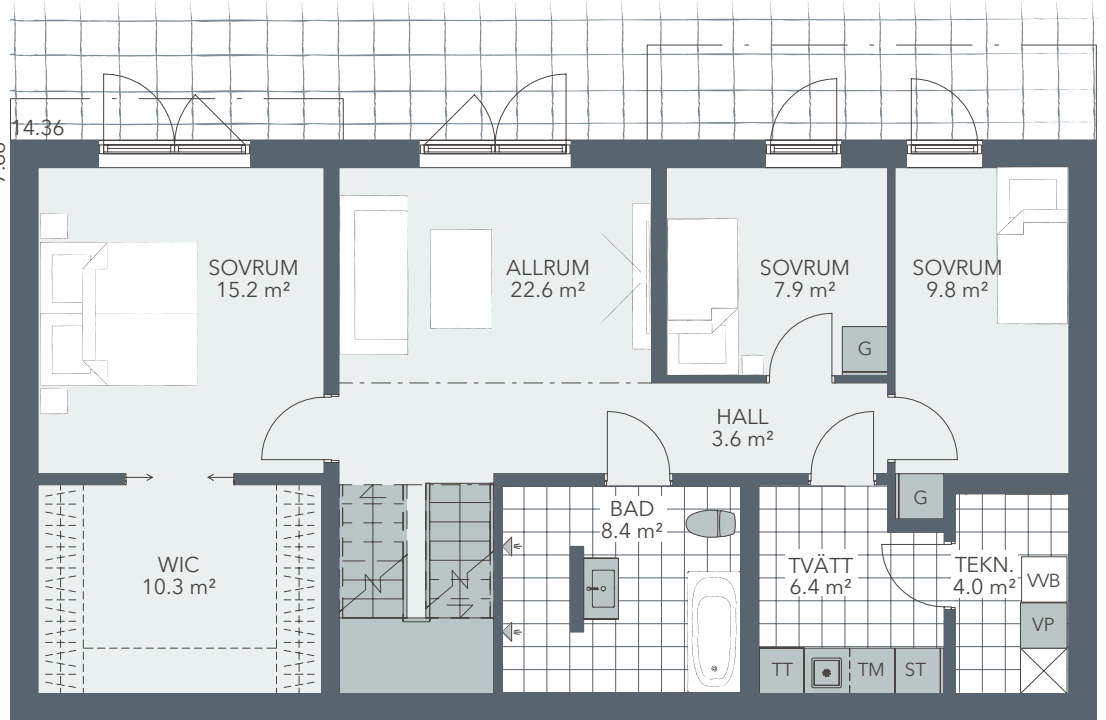 14.36
SOVRUM
15.2 m²
ALLRUM
22.6 m²
SOVRUM
7.9 m²
SOVRUM
9.8 m²
G
HALL
3.6 m²
G
WIC
10.3 m²
BAD
8.4 m²
TVÄTT
6.4 m²
TEKN.
4.0 m²
VVB
VP
TT
TM
ST